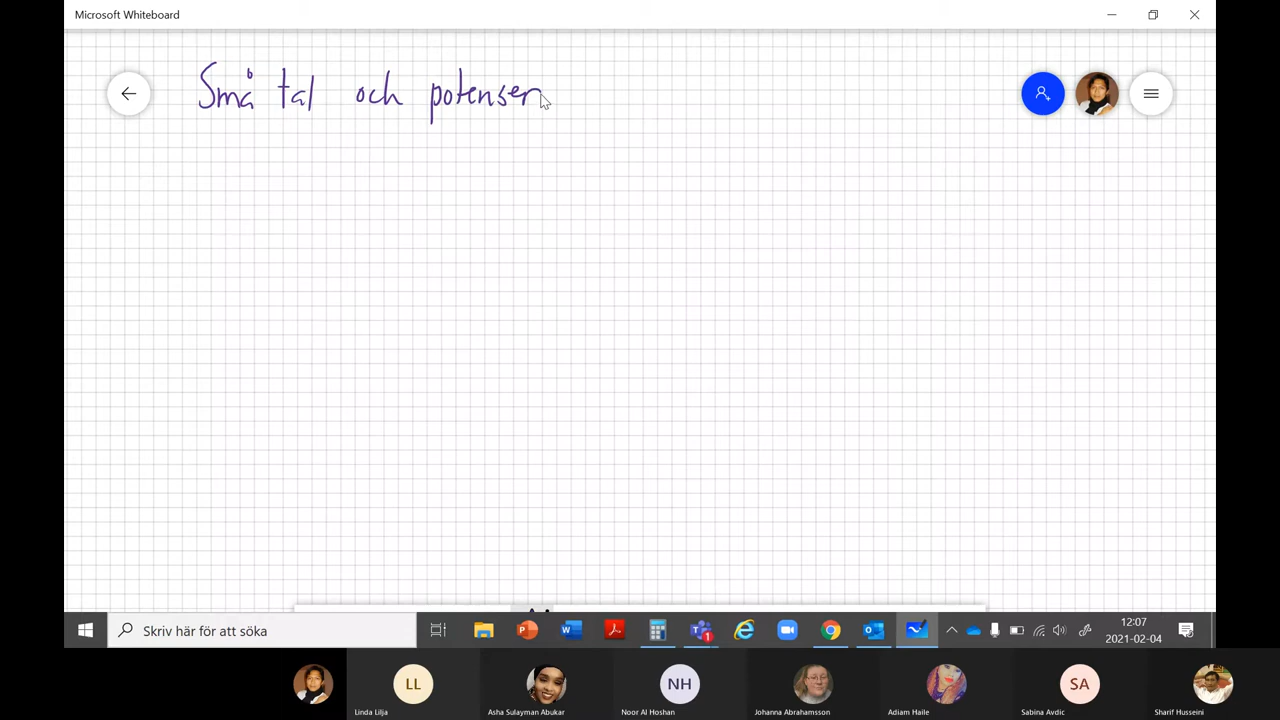 Microsoft Whiteboard
Små tal och potenser
Skriv här för att söka
12:07
2021-02-04
LL
NH
SA
Linda Lilja
Asha Sulayman Abukar
Noor Al Hoshan
Johanna Abrahamsson
Adiam Haile
Sabina Avdic
Sharif Husseini